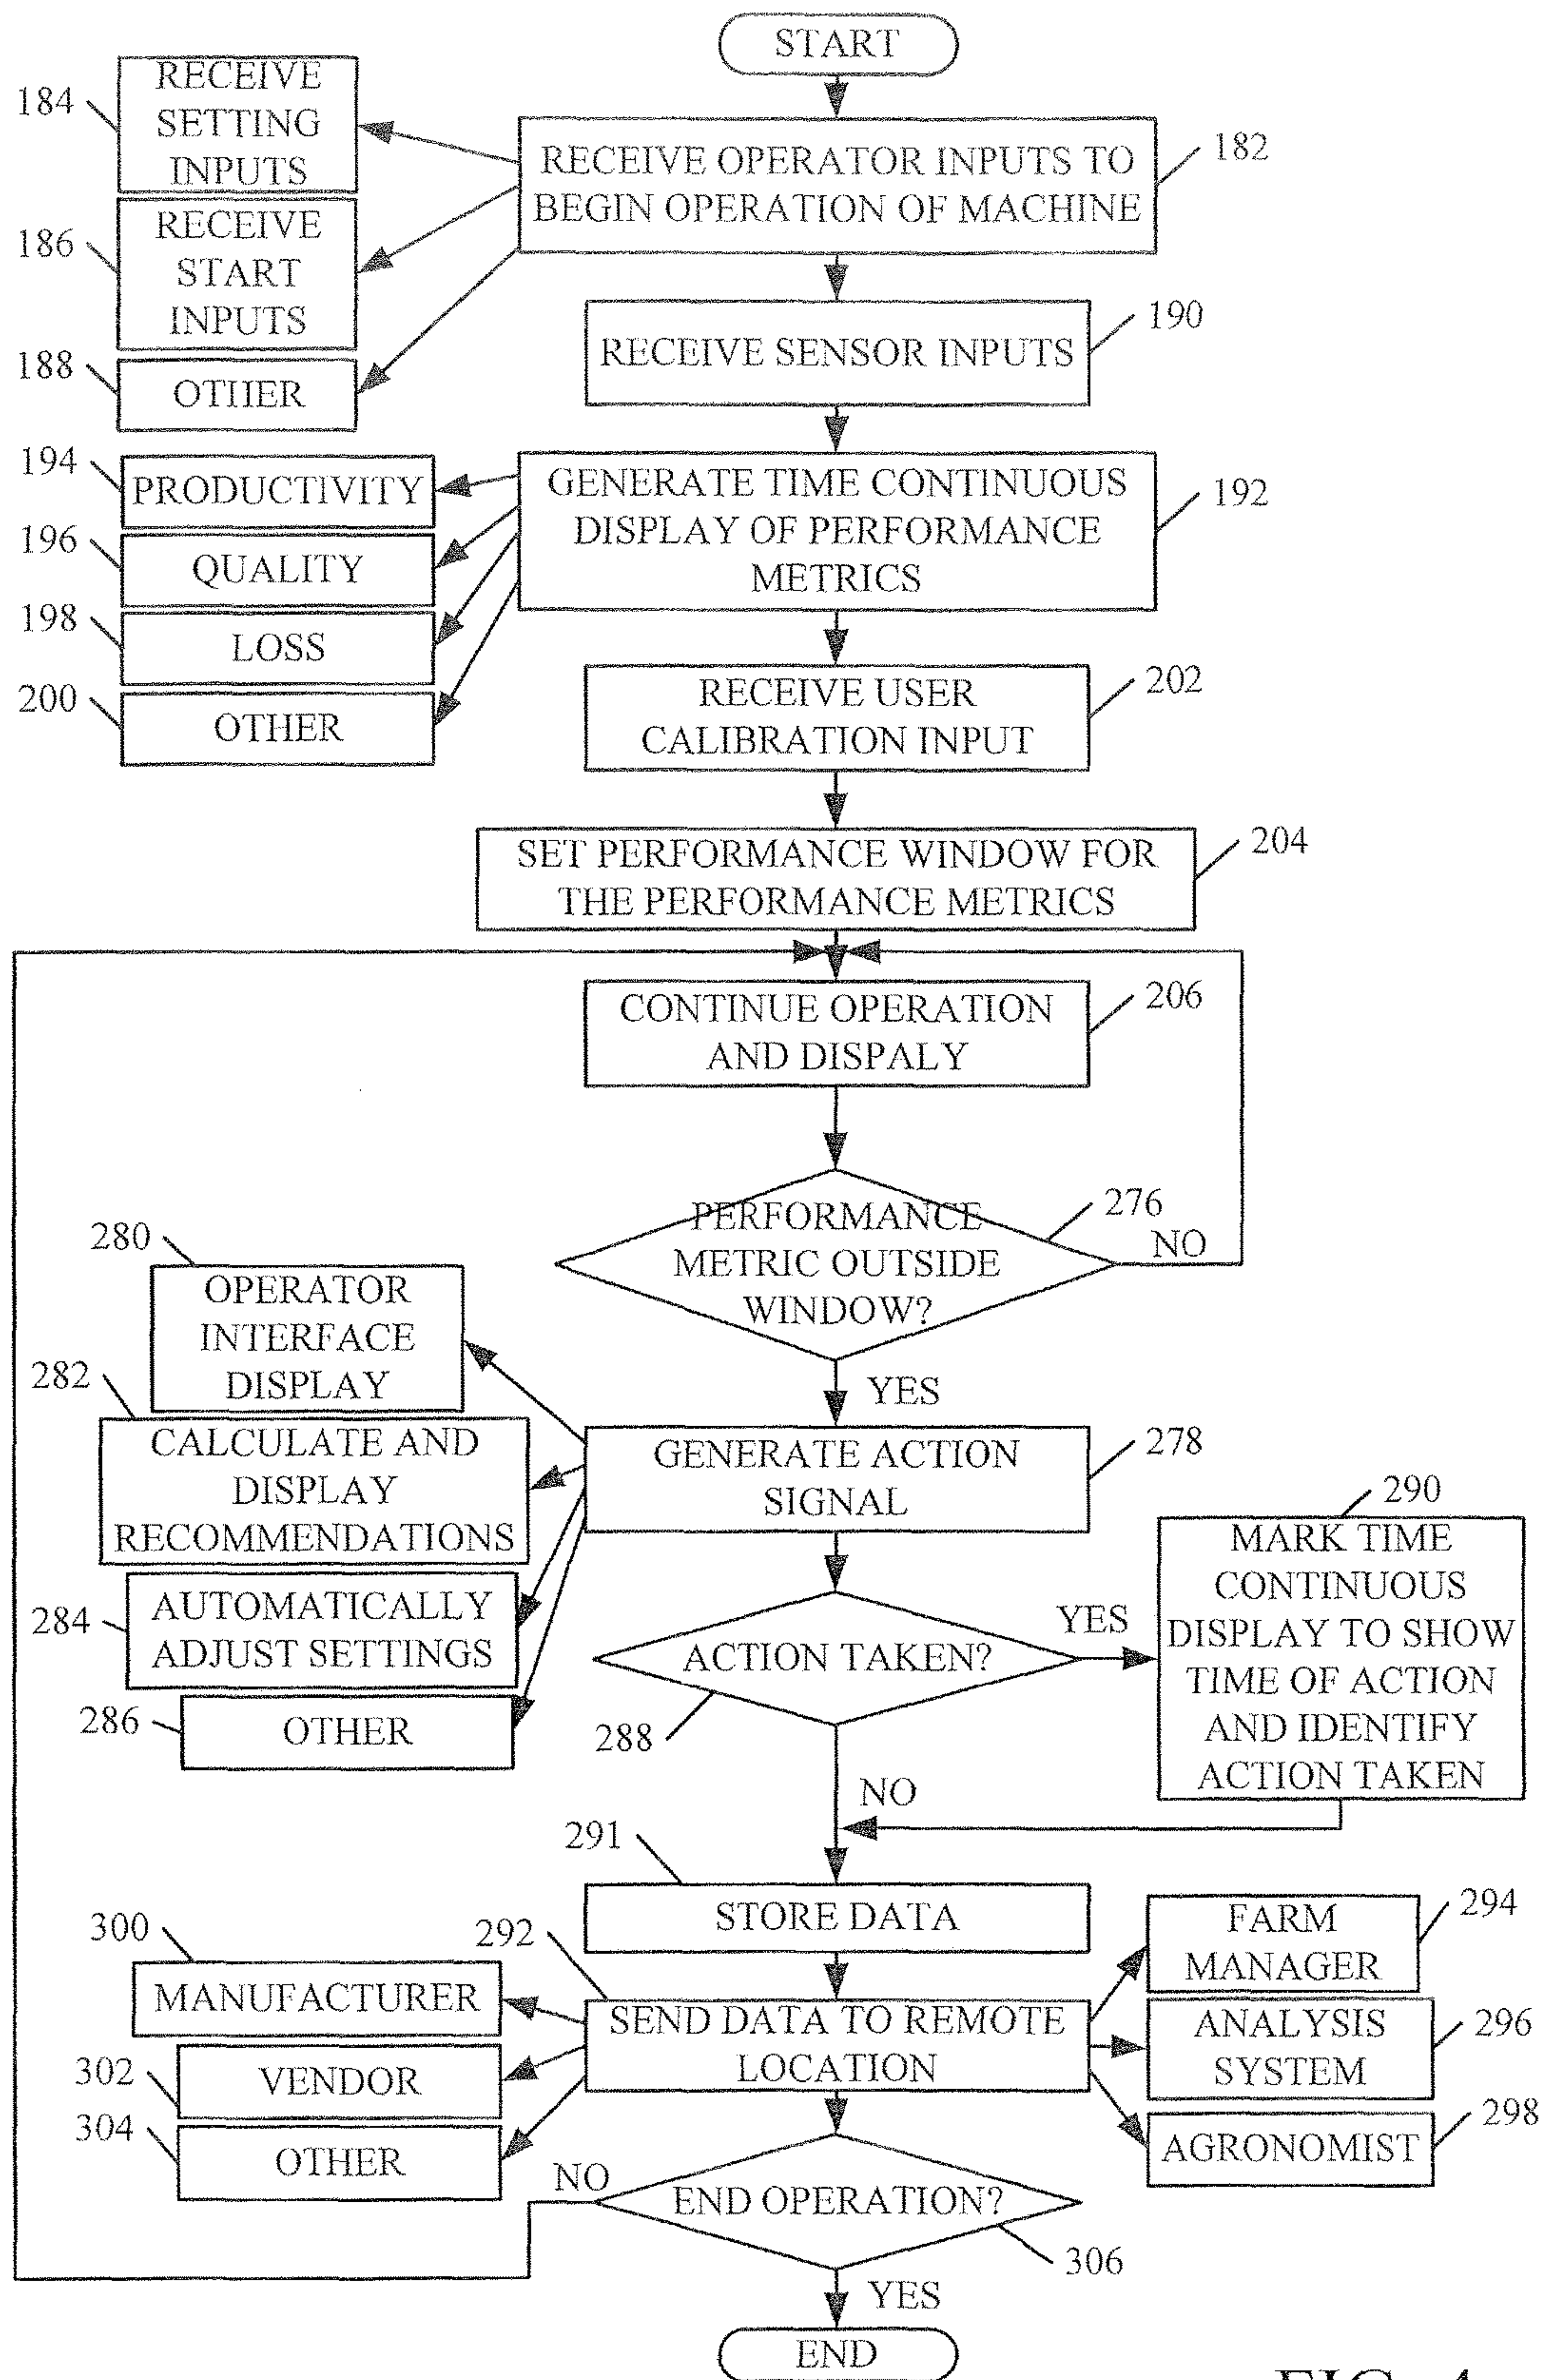 START
184
RECEIVE
SETTING
INPUTS
RECEIVE OPERATOR INPUTS TO
BEGIN OPERATION OF MACHINE
182
186
RECEIVE
START
INPUTS
188
OTHER
RECEIVE SENSOR INPUTS
190
194
PRODUCTIVITY
196
QUALITY
198
LOSS
200
OTHER
GENERATE TIME CONTINUOUS
DISPLAY OF PERFORMANCE
METRICS
192
RECEIVE USER
CALIBRATION INPUT
202
SET PERFORMANCE WINDOW FOR
THE PERFORMANCE METRICS
204
CONTINUE OPERATION
AND DISPALY
206
PERFORMANCE
METRIC OUTSIDE
WINDOW?
276
NO
YES
280
OPERATOR
INTERFACE
DISPLAY
282
CALCULATE AND
DISPLAY
RECOMMENDATIONS
284
AUTOMATICALLY
ADJUST SETTINGS
286
OTHER
GENERATE ACTION
SIGNAL
278
ACTION TAKEN?
288
YES
290
MARK TIME
CONTINUOUS
DISPLAY TO SHOW
TIME OF ACTION
AND IDENTIFY
ACTION TAKEN
NO
291
STORE DATA
292
SEND DATA TO REMOTE
LOCATION
300
MANUFACTURER
302
VENDOR
304
OTHER
FARM
MANAGER
294
ANALYSIS
SYSTEM
296
AGRONOMIST
298
NO
END OPERATION?
306
YES
END